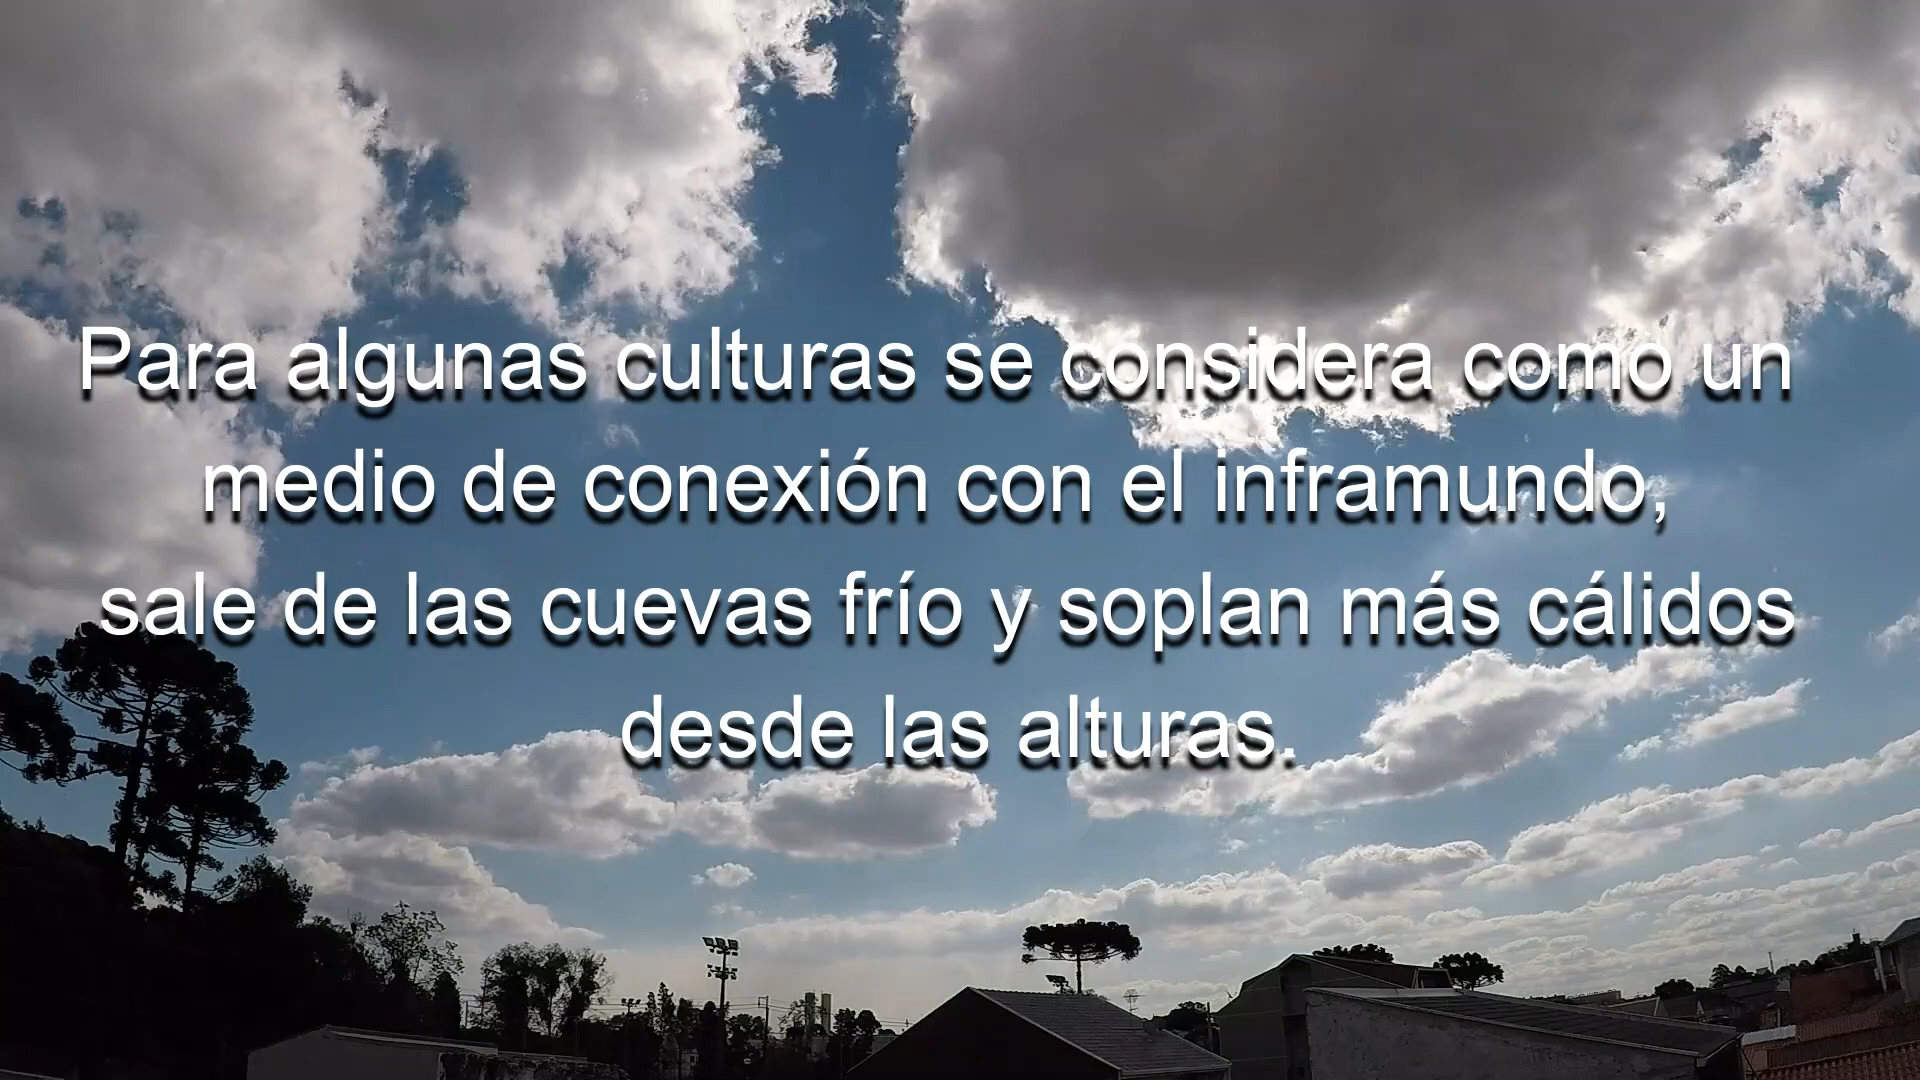 Para algunas culturas se considera como un
medio de conexión con el inframundo,
sale de las cuevas frío y soplan más cálidos
desde las alturas.